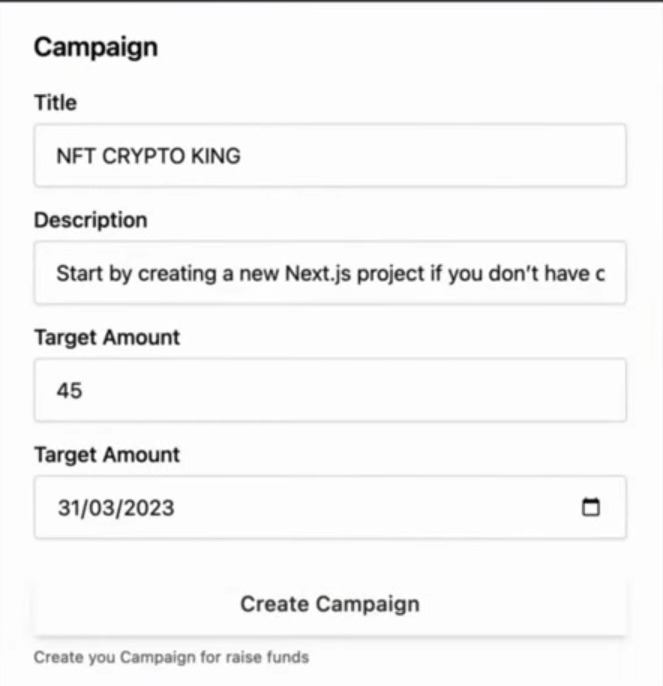 Campaign
Title
NFT CRYPTO KING
Description
Start by creating a new Next.js project if you don't have
Target Amount
45
Target Amount
31/03/2023
Create Campaign
Create you Campaign for raise funds